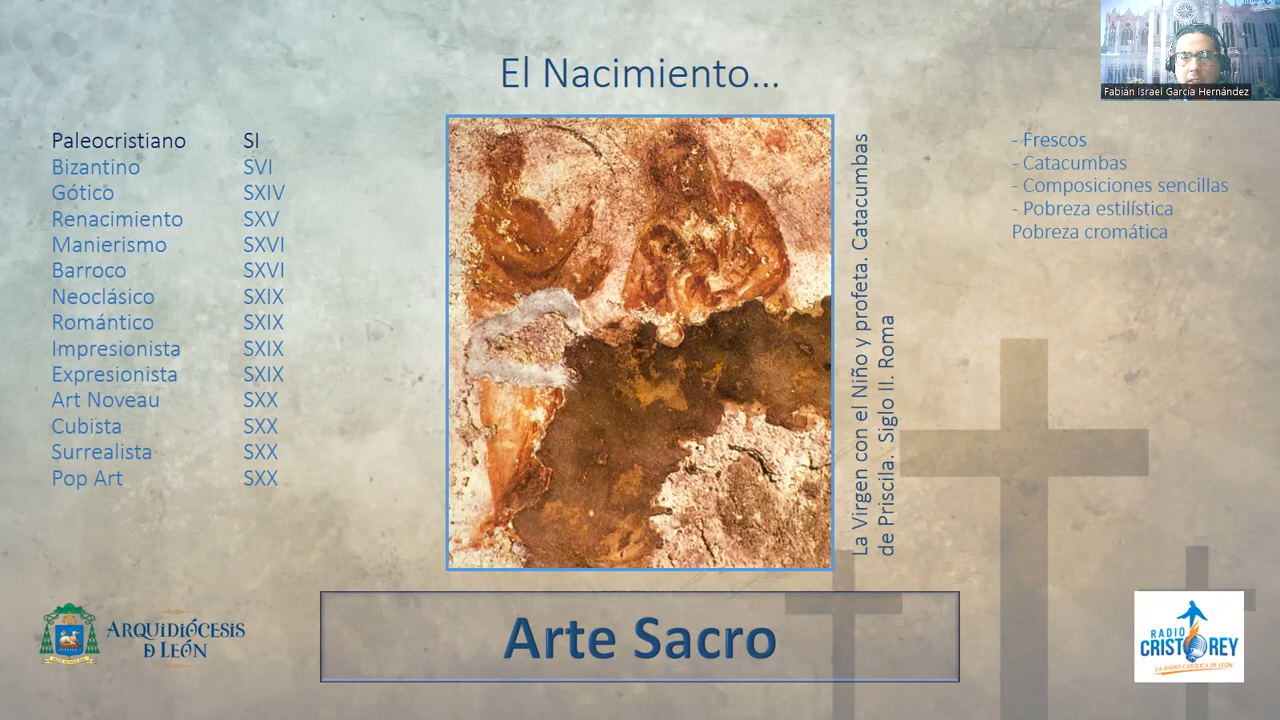 El Nacimiento...
Fabián Israel García Hernández
Paleocristiano SI
Bizantino SVI
Gótico SXIV
Renacimiento SXV
Manierismo SXVI
Barroco SXVI
Neoclásico SXIX
Romántico SXIX
Impresionista SXIX
Expresionista SXIX
Art Noveau SXX
Cubista SXX
Surrealista SXX
Pop Art SXX
La Virgen con el Niño y profeta. Catacumbas
de Priscila. Siglo II. Roma
- Frescos
- Catacumbas
- Composiciones sencillas
- Pobreza estilística
Pobreza cromática
ARQUIDIÓCESIS
D LEÓN
Arte Sacro
RADIO
CRISTOREY
LA RADIO CATÓLICA DE LEÓN